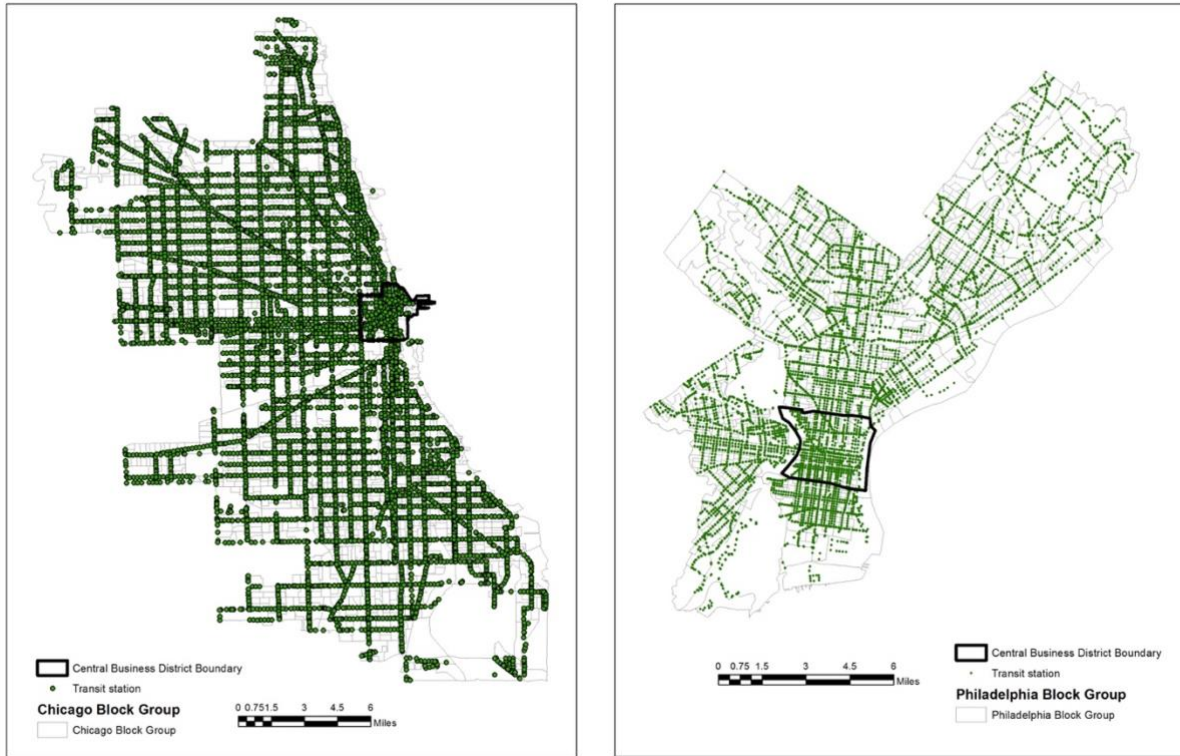 Central Business District Boundary
Transit station
Chicago Block Group
Chicago Block Group
0 0.751.5 3 4.5 6
Miles
0 0.75 1.5 3 4.5 6
Miles
Central Business District Boundary
Transit station
Philadelphia Block Group
Philadelphia Block Group